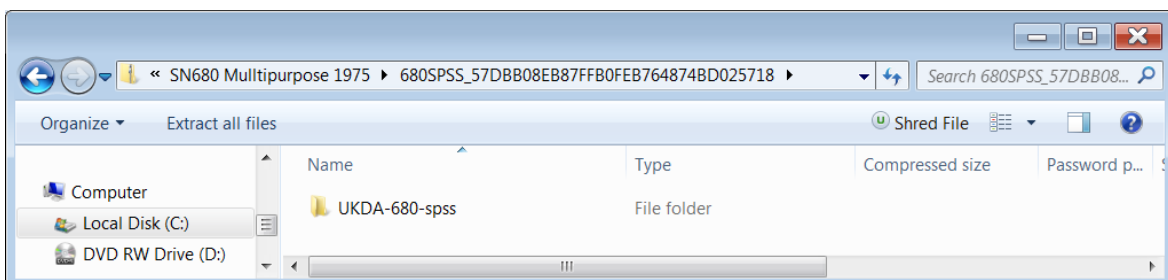 « SN680 Mulltipurpose 1975 ▸ 680SPSS_57DBB08EB87FFB0FEB764874BD025718 ▸ Search 680SPSS_57DBB08...
Organize Extract all files Shred File
Name Type Compressed size Password p...
Computer
UKDA-680-spss File folder
Local Disk (C:)
DVD RW Drive (D:)